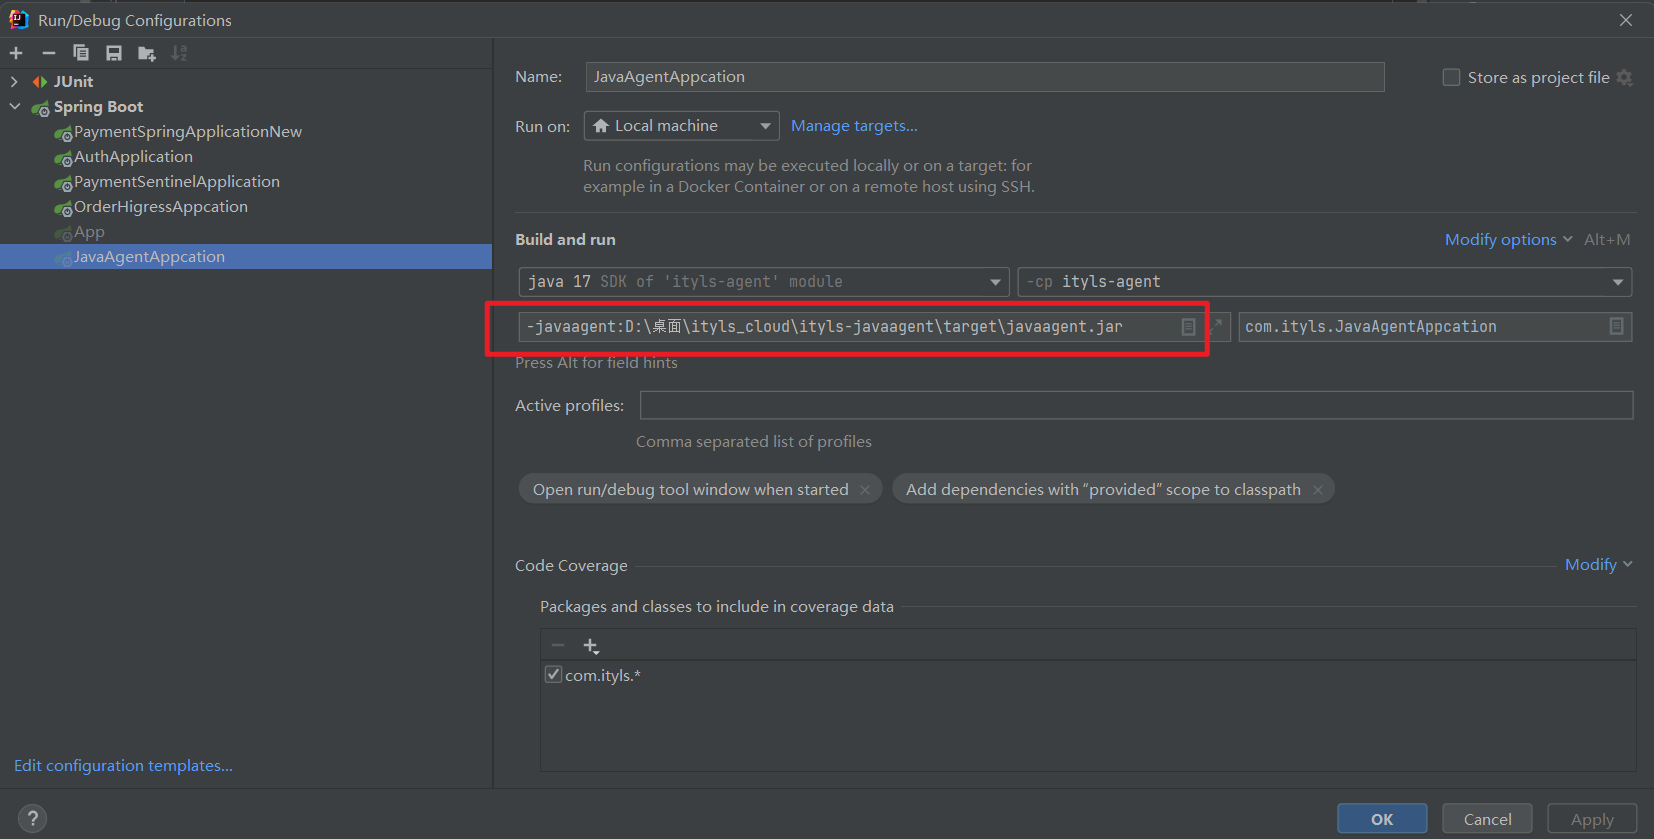 Run/Debug Configurations
JUnit
Spring Boot
PaymentSpringApplicationNew
AuthApplication
PaymentSentinelApplication
OrderHigressAppcation
App
JavaAgentAppcation
Edit configuration templates...
Name: JavaAgentAppcation Store as project file
Run on: Local machine Manage targets...
Run configurations may be executed locally or on a target: for
example in a Docker Container or on a remote host using SSH.
Build and run Modify options Alt+M
java 17 SDK of 'ityls-agent' module -cp ityls-agent
-javaagent:D:\桌面\ityls_cloud\ityls-javaagent\target\javaagent.jar com.ityls.JavaAgentAppcation
Press Alt for field hints
Active profiles:
Comma separated list of profiles
Open run/debug tool window when started × Add dependencies with “provided” scope to classpath ×
Code Coverage Modify
Packages and classes to include in coverage data
com.ityls.*
? OK Cancel Apply